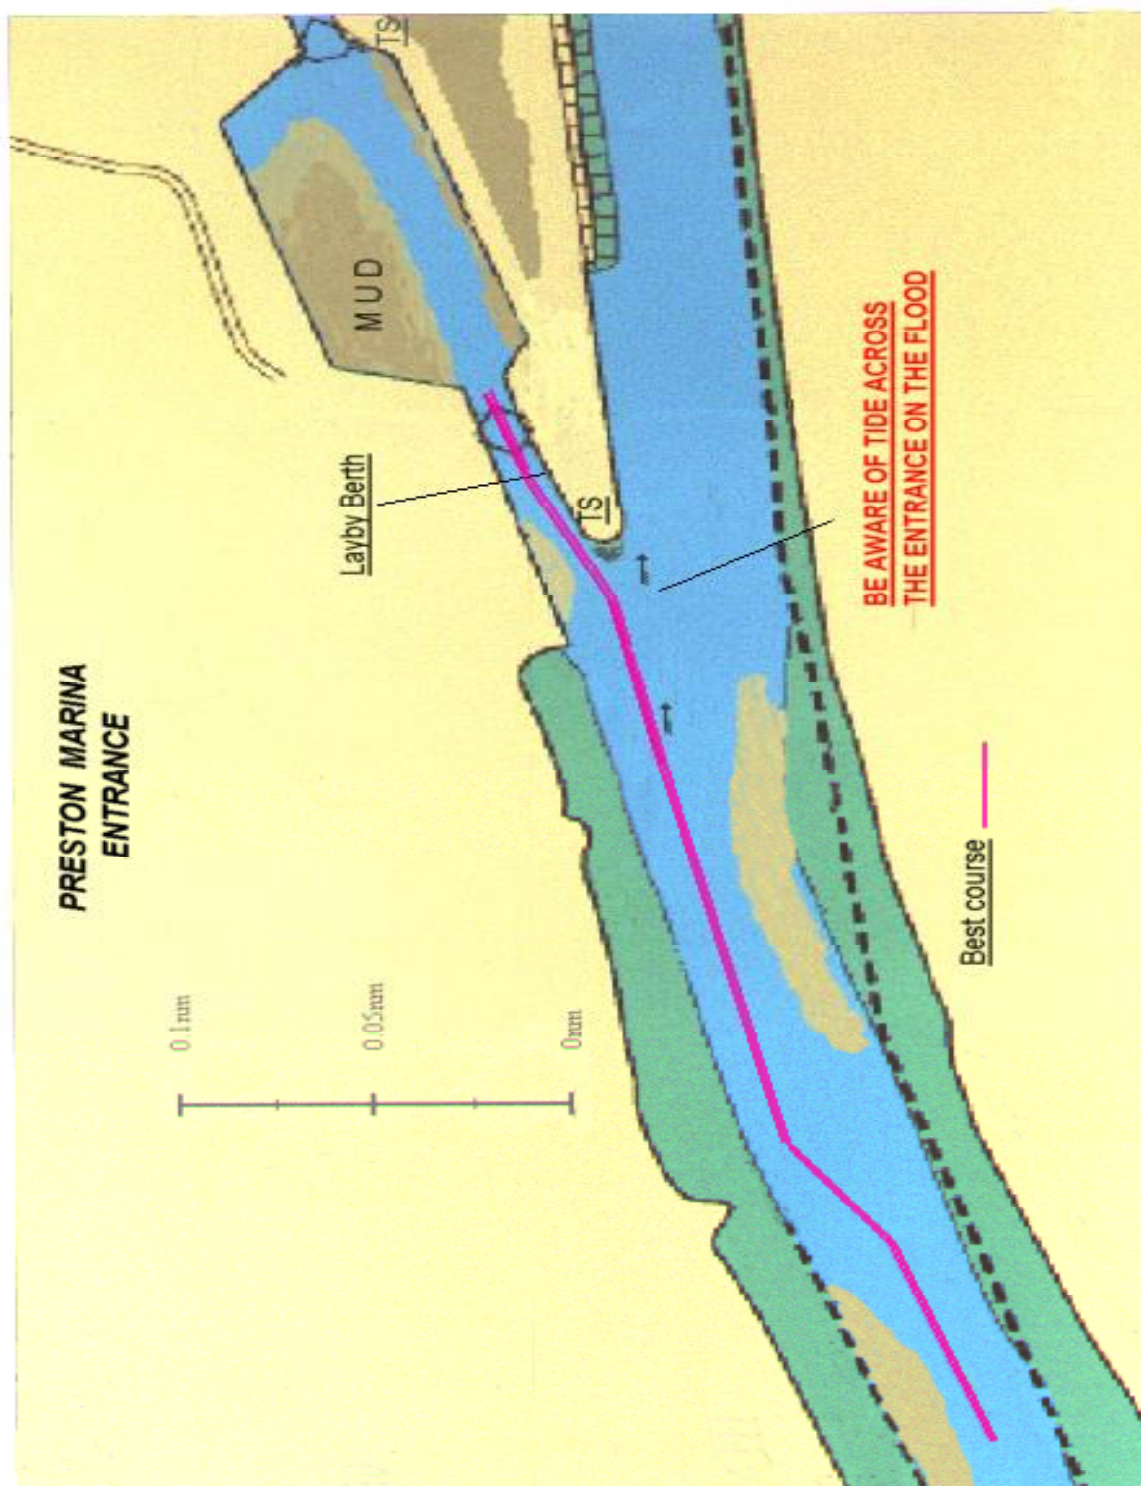 PRESTON MARINA
ENTRANCE
0.1nm
0.05nm
0nm
Layby Berth
MUD
TS
TS
BE AWARE OF TIDE ACROSS
THE ENTRANCE ON THE FLOOD
Best course